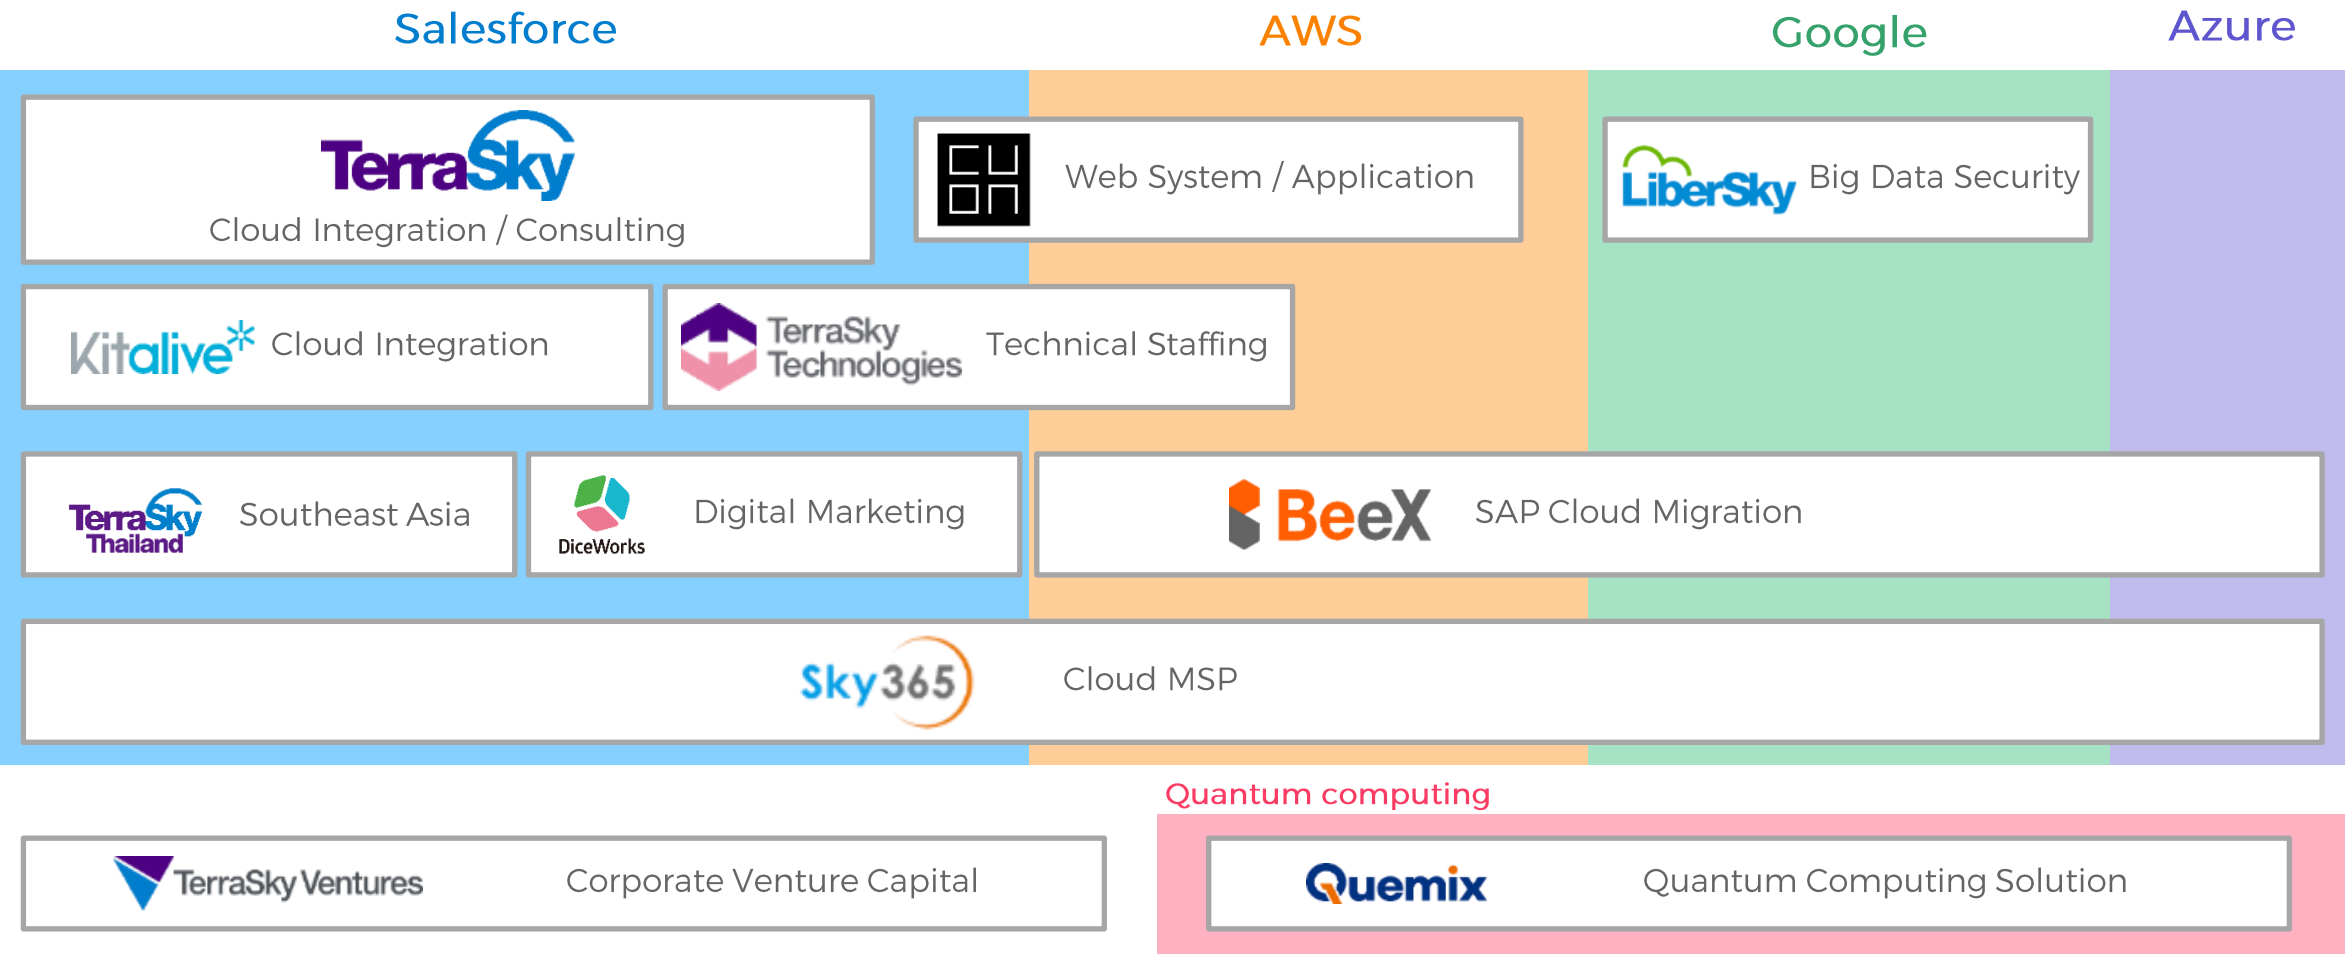 Salesforce
AWS
Google
Azure
TerraSky
Cloud Integration / Consulting
CUON
Web System / Application
LiberSky
Big Data Security
Kitalive*
Cloud Integration
TerraSky
Technologies
Technical Staffing
TerraSky
Thailand
Southeast Asia
DiceWorks
Digital Marketing
BeeX
SAP Cloud Migration
Sky365
Cloud MSP
Quantum computing
TerraSky Ventures
Corporate Venture Capital
Quemix
Quantum Computing Solution